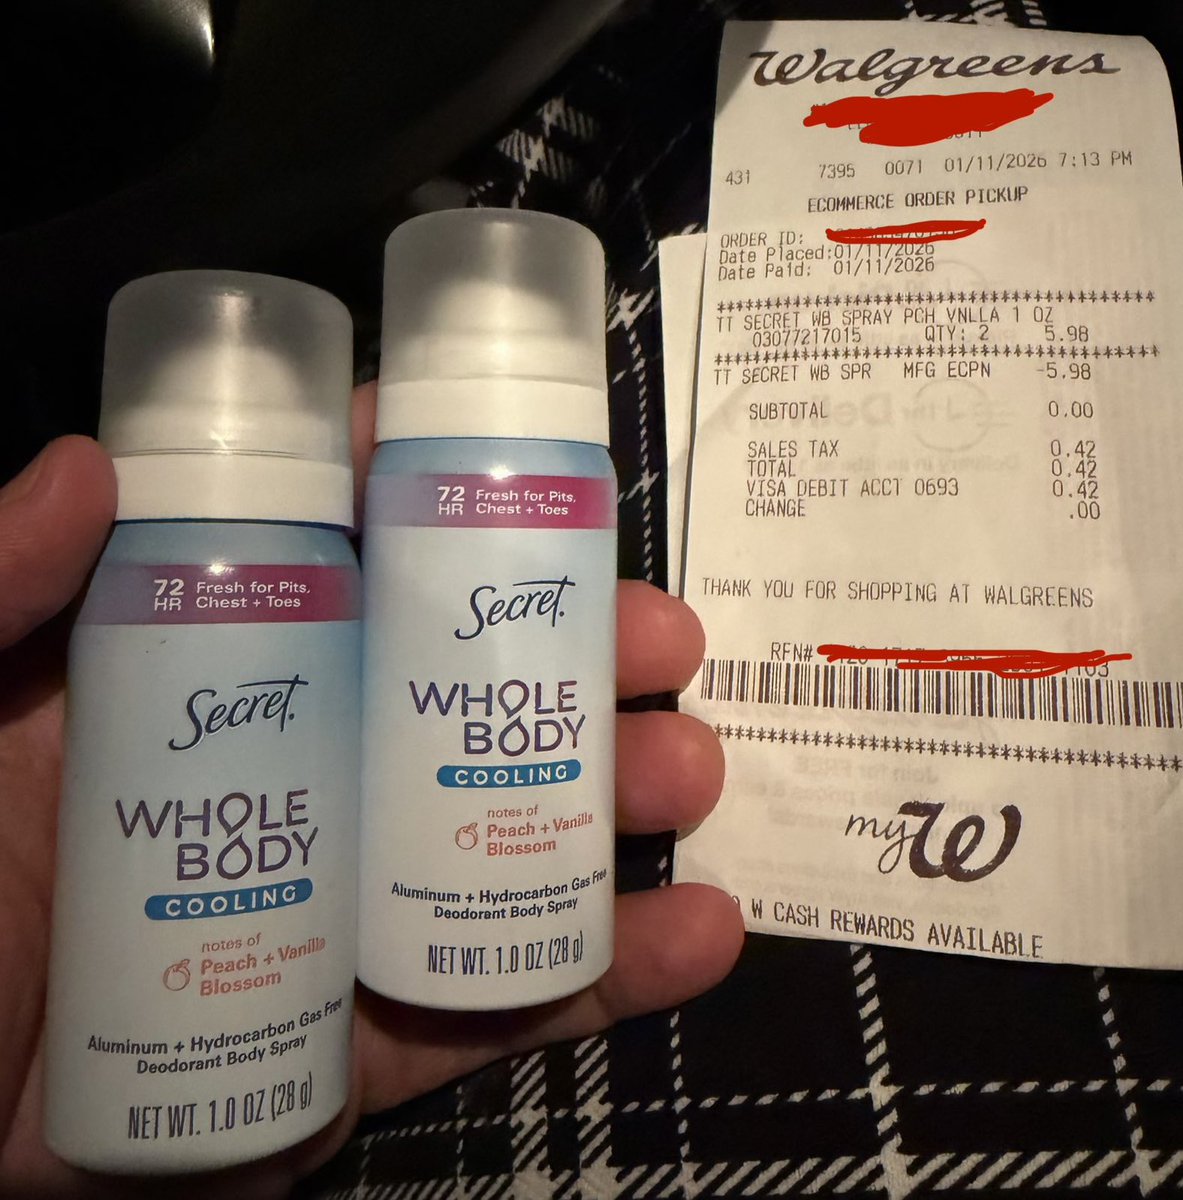 72 HR Fresh for Pits, Chest + Toes
Secret.
WHOLE
BODY
COOLING
notes of
Peach + Vanilla
Blossom
Aluminum + Hydrocarbon Gas Free
Deodorant Body Spray
NET WT. 1.0 OZ (28 g)
72 HR Fresh for Pits, Chest + Toes
Secret.
WHOLE
BODY
COOLING
notes of
Peach + Vanilla
Blossom
Aluminum + Hydrocarbon Gas Free
Deodorant Body Spray
NET WT. 1.0 OZ (28 g)
Walgreens
431 7395 0071 01/11/2026 7:13 PM
ECOMMERCE ORDER PICKUP
ORDER ID:
Date Placed:01/11/2026
Date Paid: 01/11/2026
****************************************
TT SECRET WB SPRAY PCH VNLLA 1 OZ
03077217015 QTY: 2 5.98
****************************************
TT SECRET WB SPR MFG ECPN -5.98
SUBTOTAL 0.00
SALES TAX 0.42
TOTAL 0.42
VISA DEBIT ACCT 0693 0.42
CHANGE .00
THANK YOU FOR SHOPPING AT WALGREENS
RFN#
****************************************
myW
W CASH REWARDS AVAILABLE